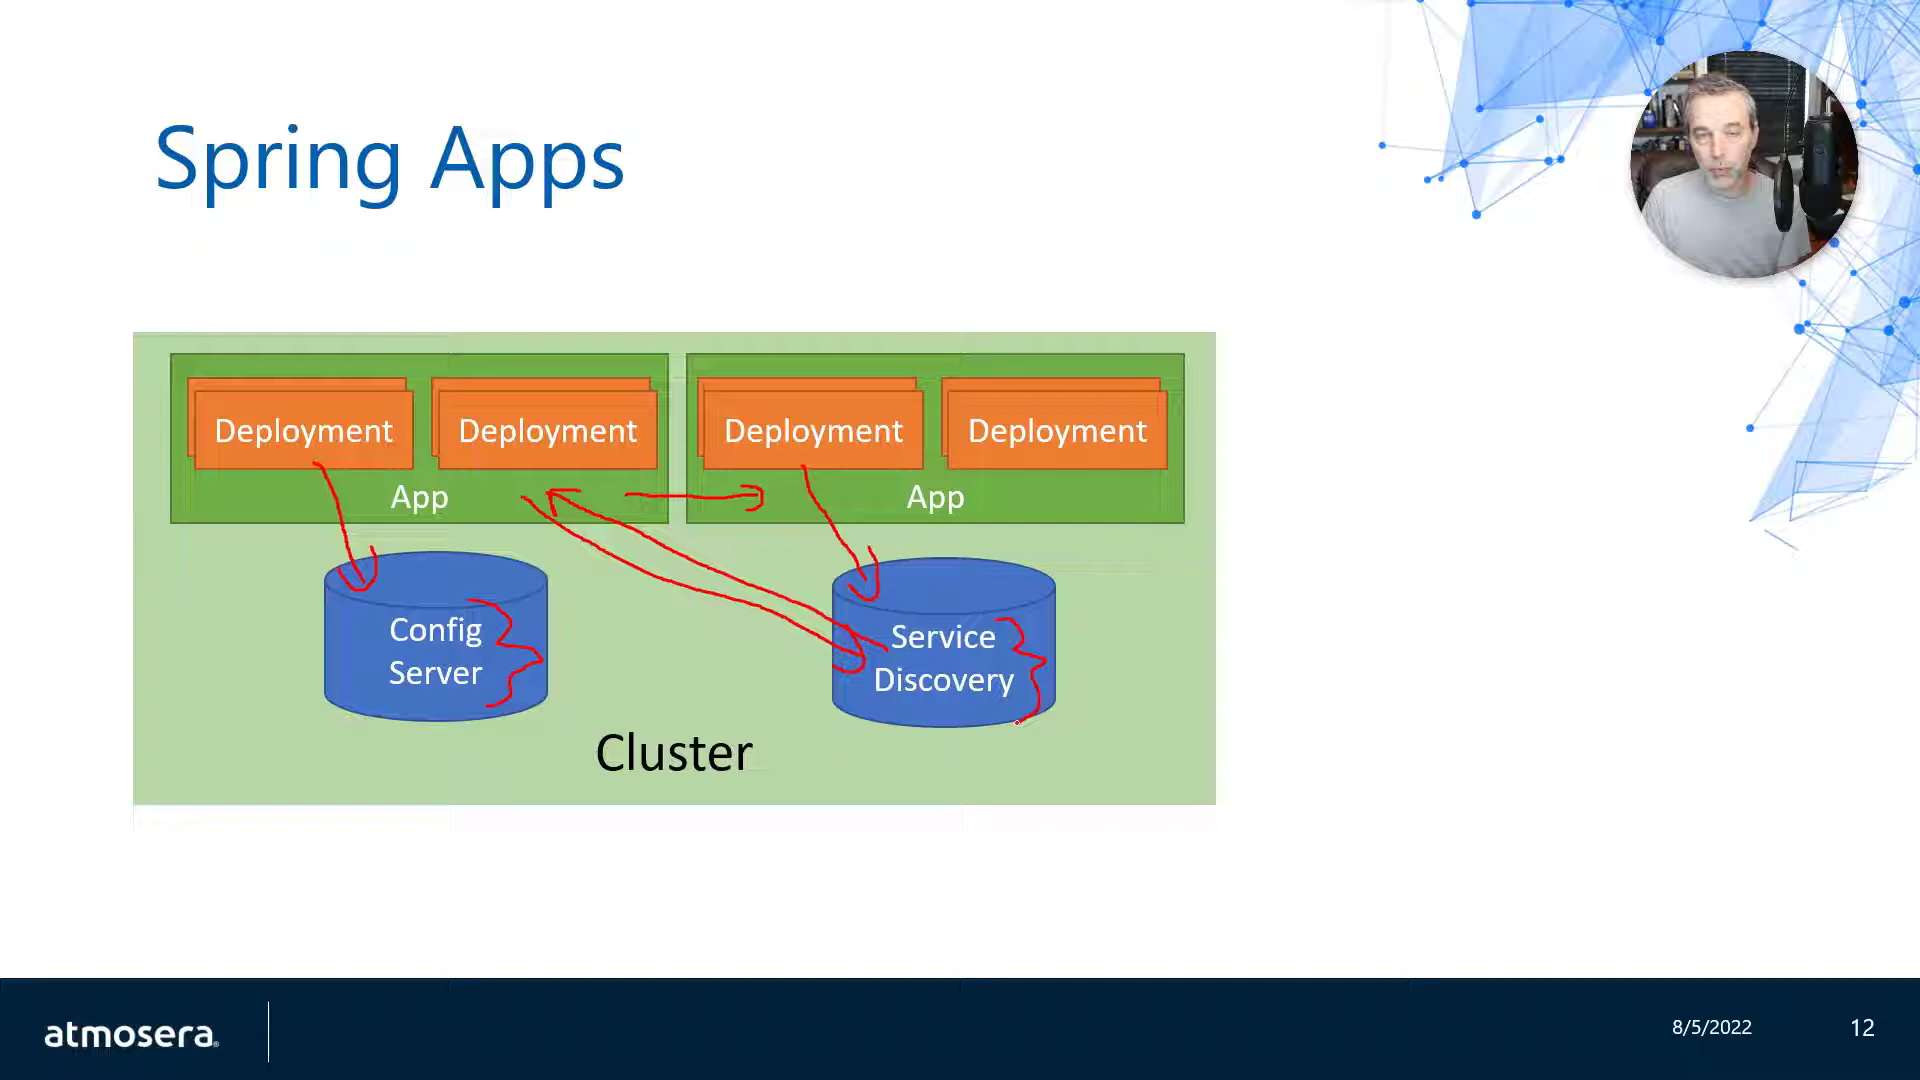 Spring Apps
Deployment
Deployment
Deployment
Deployment
App
App
Config
Server
Service
Discovery
Cluster
atmosera®
8/5/2022
12